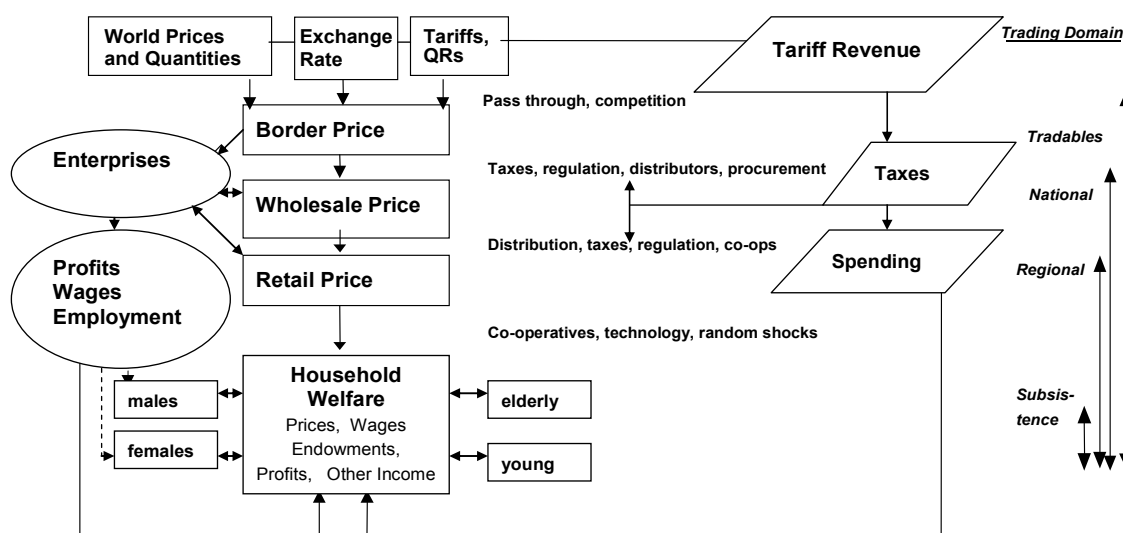 World Prices
and Quantities
Exchange
Rate
Tariffs,
QRs
Tariff Revenue
Trading Domain
Pass through, competition
Border Price
Tradables
Enterprises
Taxes, regulation, distributors, procurement
Taxes
Wholesale Price
National
Distribution, taxes, regulation, co-ops
Spending
Profits
Wages
Employment
Retail Price
Regional
Co-operatives, technology, random shocks
Household
Welfare
Prices, Wages
Endowments,
Profits, Other Income
males
females
elderly
young
Subsis-
tence